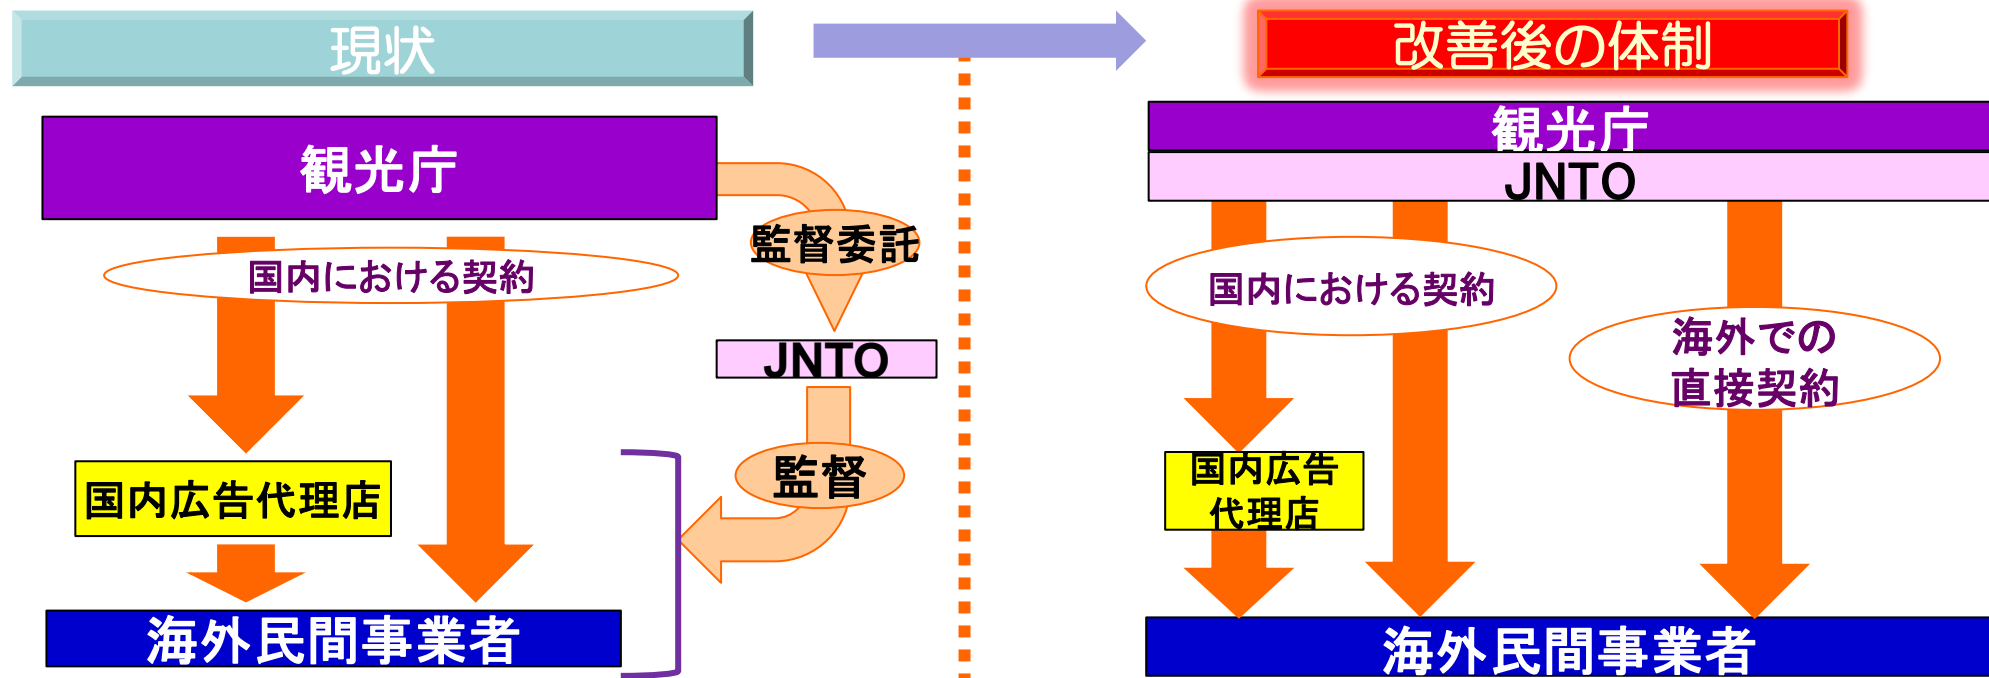 現状
観光庁
国内における契約
監督委託
JNTO
監督
国内広告代理店
海外民間事業者
改善後の体制
観光庁
JNTO
国内における契約
海外での
直接契約
国内広告
代理店
海外民間事業者